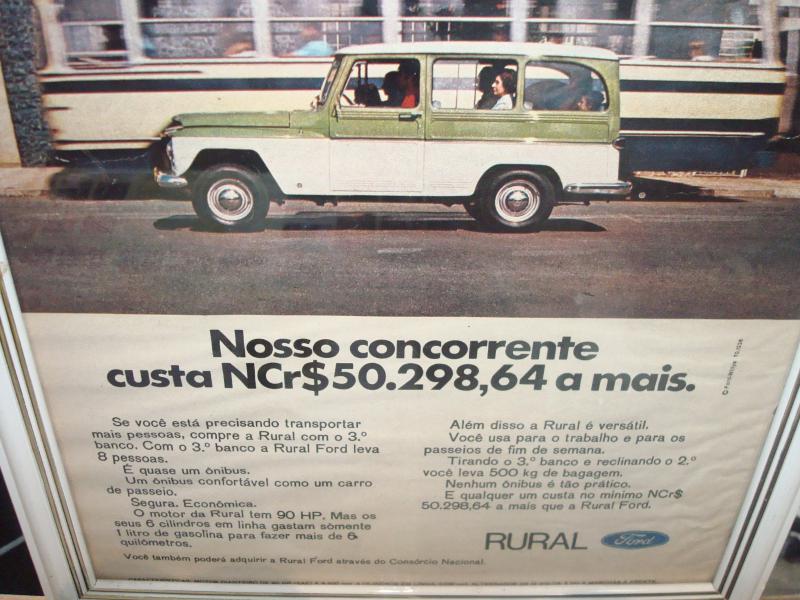 Nosso concorrente
custa NCr$50.298,64 a mais.
Se você está precisando transportar
mais pessoas, compre a Rural com o 3.º
banco. Com o 3.º banco a Rural Ford leva
8 pessoas.
É quase um ônibus.
Um ônibus confortável como um carro
de passeio.
Segura. Econômica.
O motor da Rural tem 90 HP. Mas os
seus 6 cilindros em linha gastam sòmente
1 litro de gasolina para fazer mais de 6
quilômetros.
Além disso a Rural é versátil.
Você usa para o trabalho e para os
passeios de fim de semana.
Tirando o 3.º banco e reclinando o 2.º
você leva 500 kg de bagagem.
Nenhum ônibus é tão prático.
E qualquer um custa no mínimo NCr$
50.298,64 a mais que a Rural Ford.
RURAL Ford
Você também poderá adquirir a Rural Ford através do Consórcio Nacional.